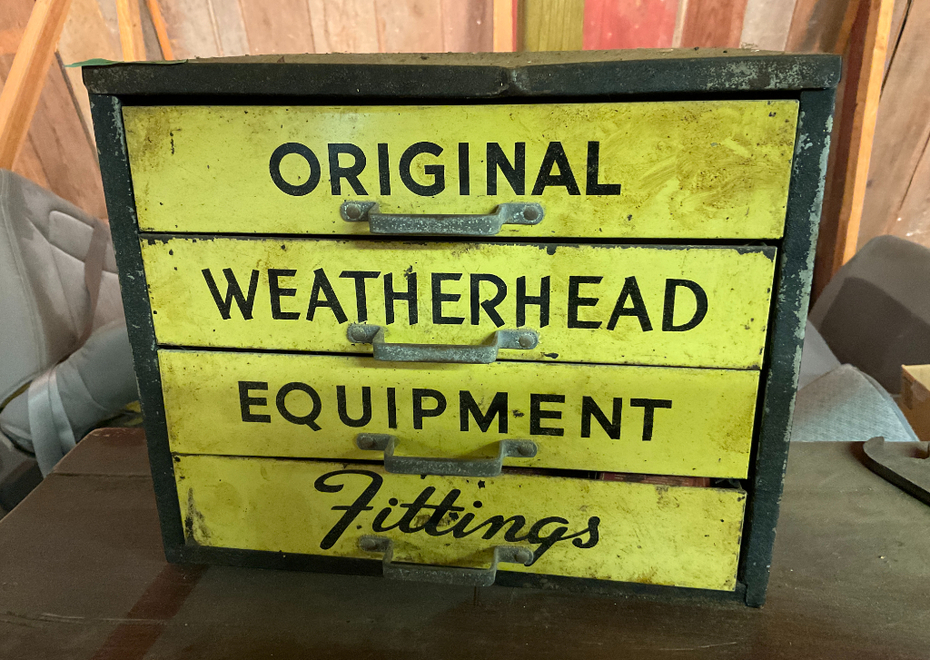 ORIGINAL
WEATHERHEAD
EQUIPMENT
Fittings